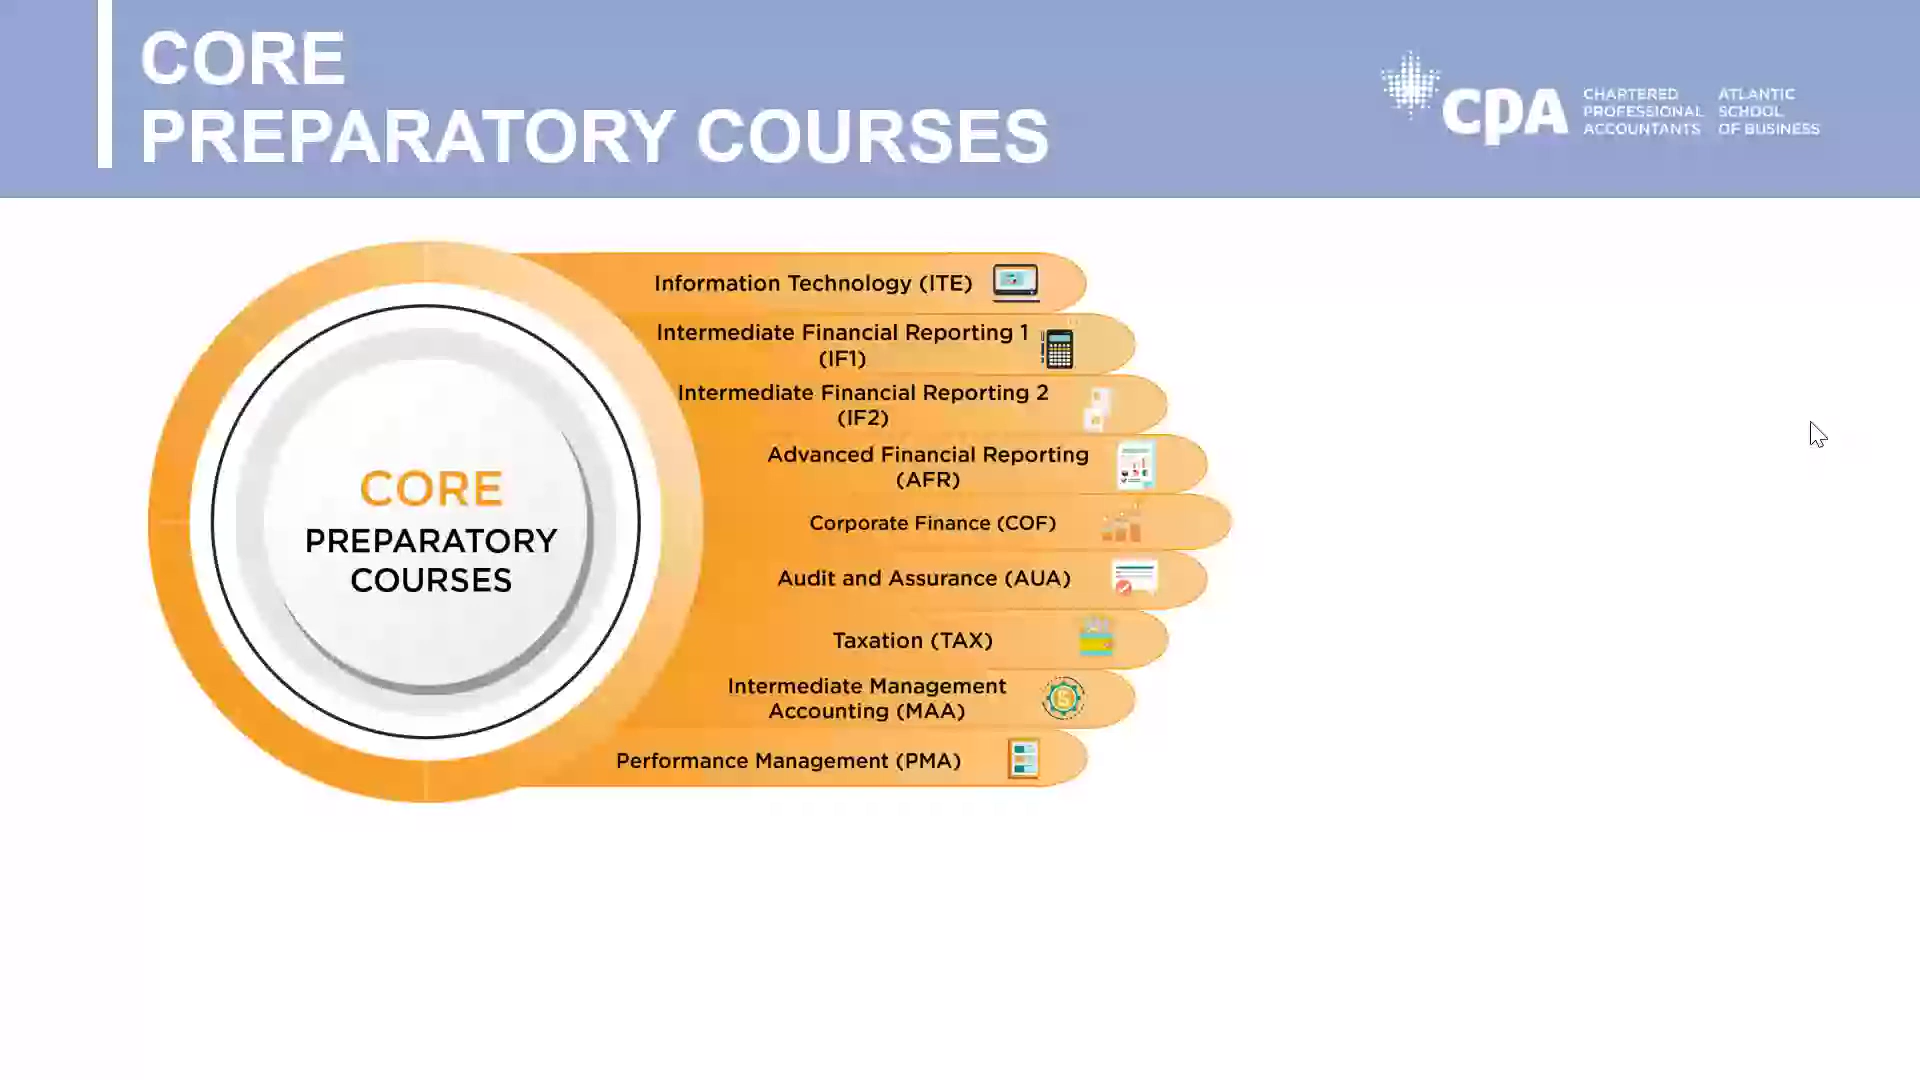 CORE
PREPARATORY COURSES
cpa
CHARTERED
PROFESSIONAL
ACCOUNTANTS
ATLANTIC
SCHOOL
OF BUSINESS
CORE
PREPARATORY
COURSES
Information Technology (ITE)
Intermediate Financial Reporting 1
(IF1)
Intermediate Financial Reporting 2
(IF2)
Advanced Financial Reporting
(AFR)
Corporate Finance (COF)
Audit and Assurance (AUA)
Taxation (TAX)
Intermediate Management
Accounting (MAA)
Performance Management (PMA)